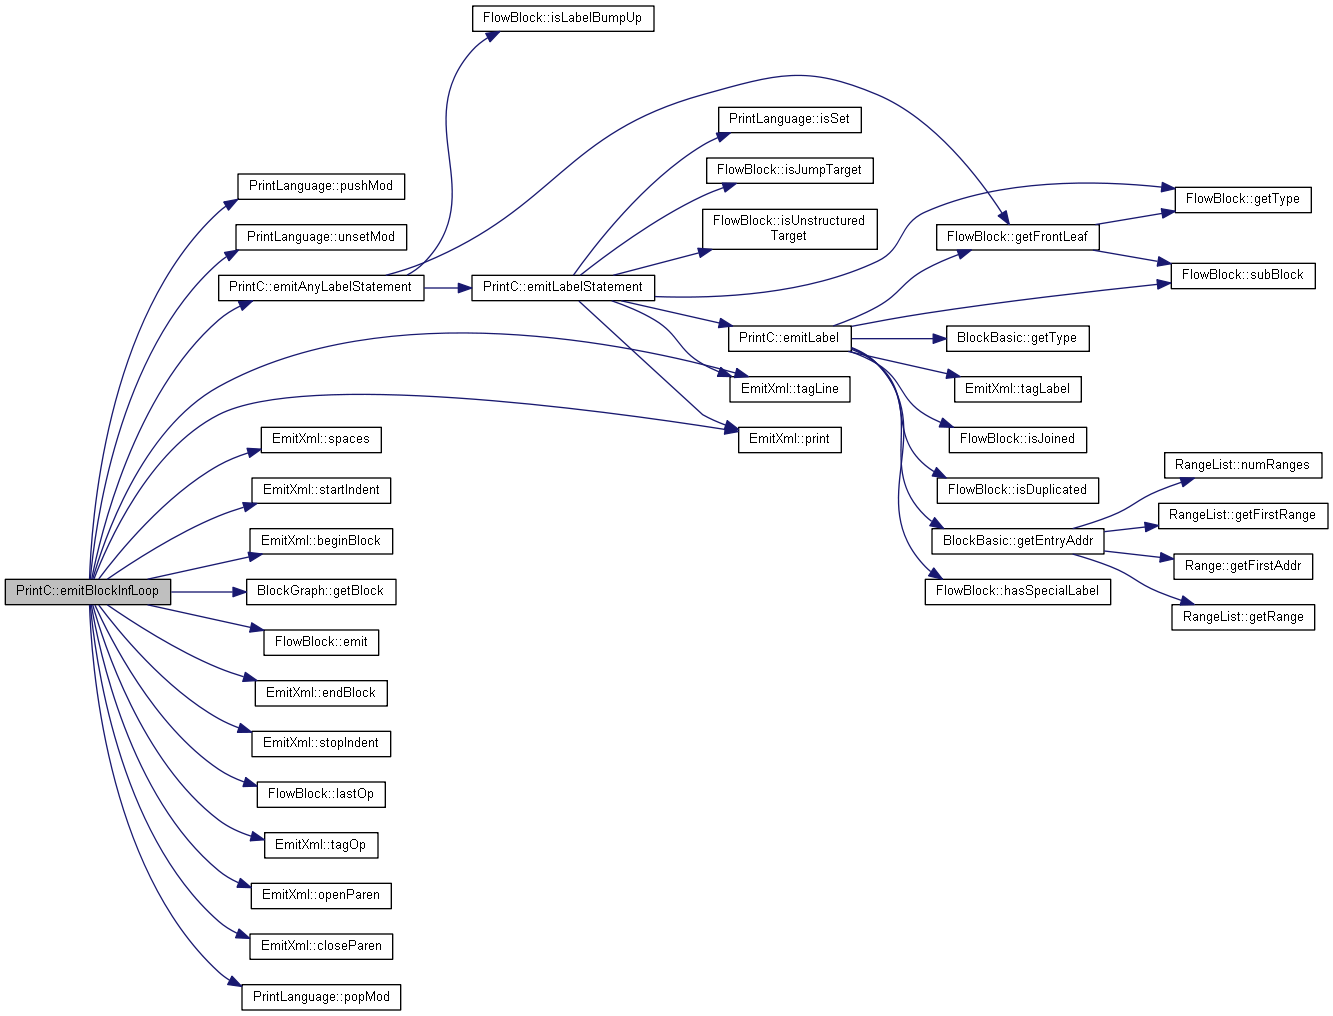 FlowBlock::isLabelBumpUp
PrintLanguage::isSet
FlowBlock::isJumpTarget
PrintLanguage::pushMod
FlowBlock::getType
FlowBlock::isUnstructured
Target
PrintLanguage::unsetMod
FlowBlock::getFrontLeaf
FlowBlock::subBlock
PrintC::emitAnyLabelStatement
PrintC::emitLabelStatement
PrintC::emitLabel
BlockBasic::getType
EmitXml::tagLine
EmitXml::tagLabel
EmitXml::spaces
EmitXml::print
FlowBlock::isJoined
RangeList::numRanges
EmitXml::startIndent
FlowBlock::isDuplicated
RangeList::getFirstRange
EmitXml::beginBlock
BlockBasic::getEntryAddr
Range::getFirstAddr
PrintC::emitBlockInfLoop
BlockGraph::getBlock
FlowBlock::hasSpecialLabel
RangeList::getRange
FlowBlock::emit
EmitXml::endBlock
EmitXml::stopIndent
FlowBlock::lastOp
EmitXml::tagOp
EmitXml::openParen
EmitXml::closeParen
PrintLanguage::popMod